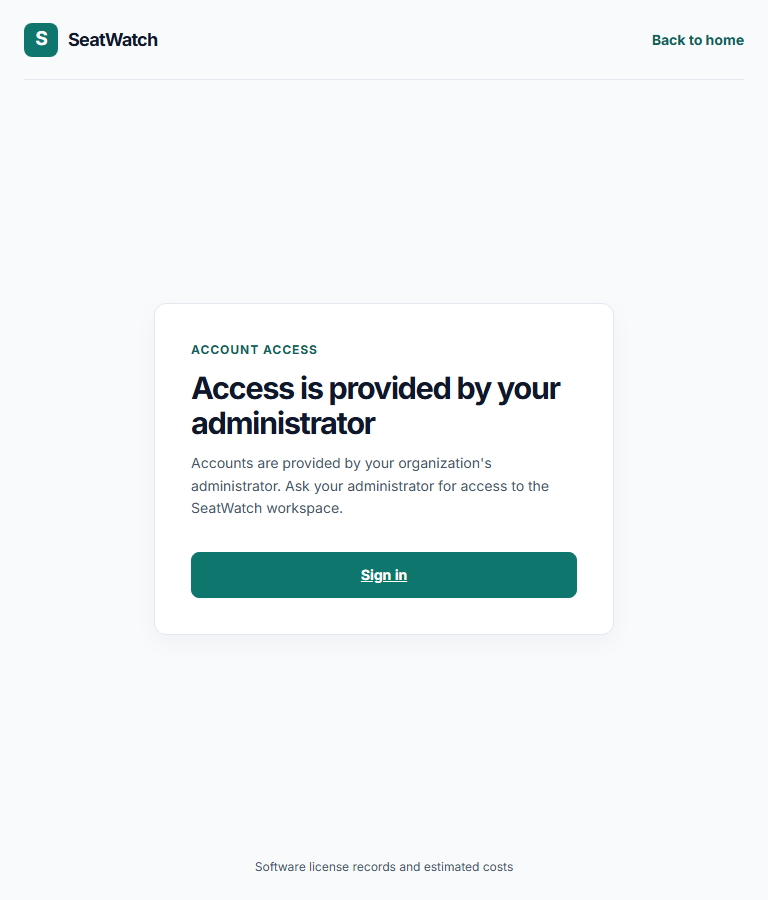 S SeatWatch
Back to home
ACCOUNT ACCESS
Access is provided by your
administrator
Accounts are provided by your organization's
administrator. Ask your administrator for access to the
SeatWatch workspace.
Sign in
Software license records and estimated costs